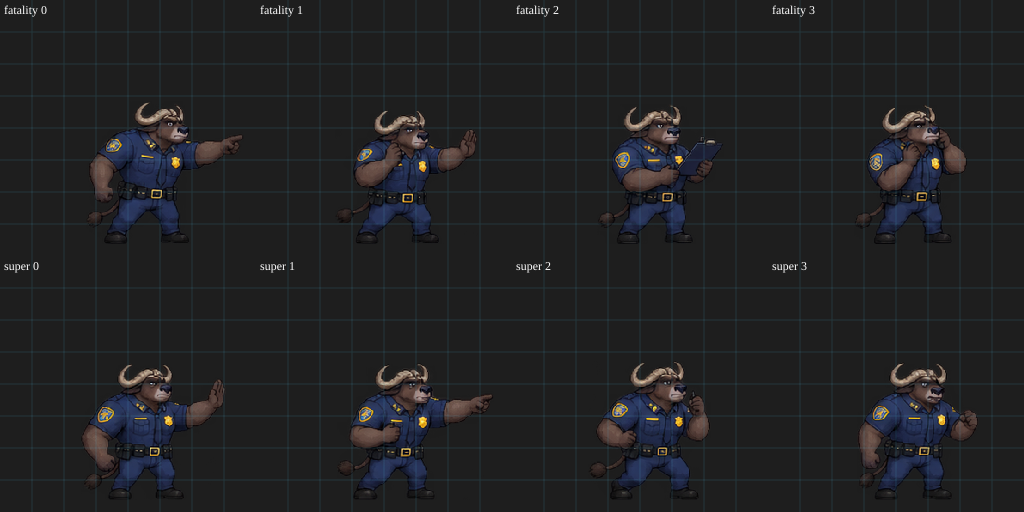 fatality 0
fatality 1
fatality 2
fatality 3
super 0
super 1
super 2
super 3